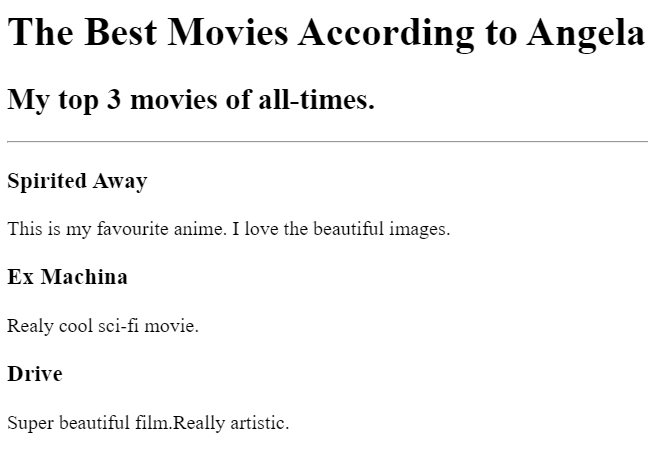 The Best Movies According to Angela
My top 3 movies of all-times.
Spirited Away
This is my favourite anime. I love the beautiful images.
Ex Machina
Realy cool sci-fi movie.
Drive
Super beautiful film.Really artistic.